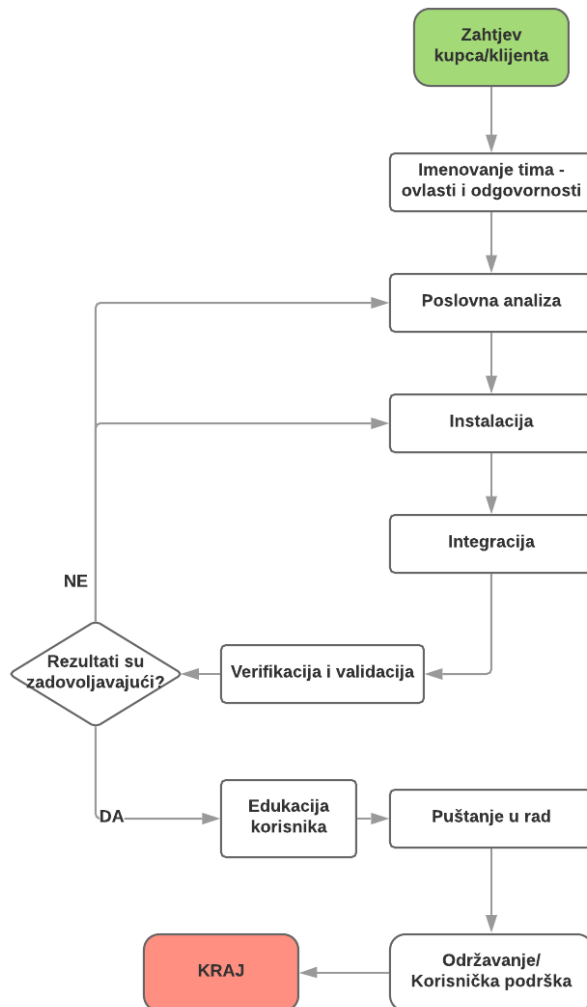 Zahtjev
kupca/klijenta
Imenovanje tima -
ovlasti i odgovornosti
Poslovna analiza
Instalacija
Integracija
NE
Rezultati su
zadovoljavajući?
Verifikacija i validacija
DA
Edukacija
korisnika
Puštanje u rad
KRAJ
Održavanje/
Korisnička podrška